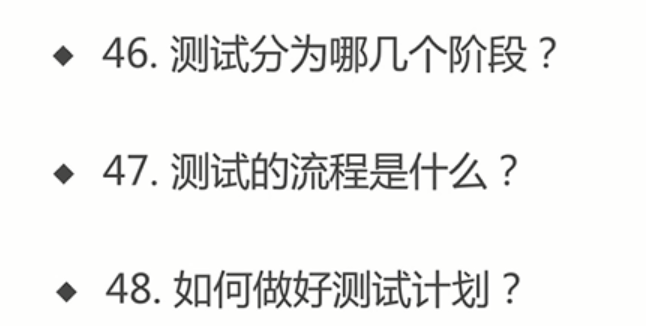 ◆ 46. 测试分为哪几个阶段？
◆ 47. 测试的流程是什么？
◆ 48. 如何做好测试计划？